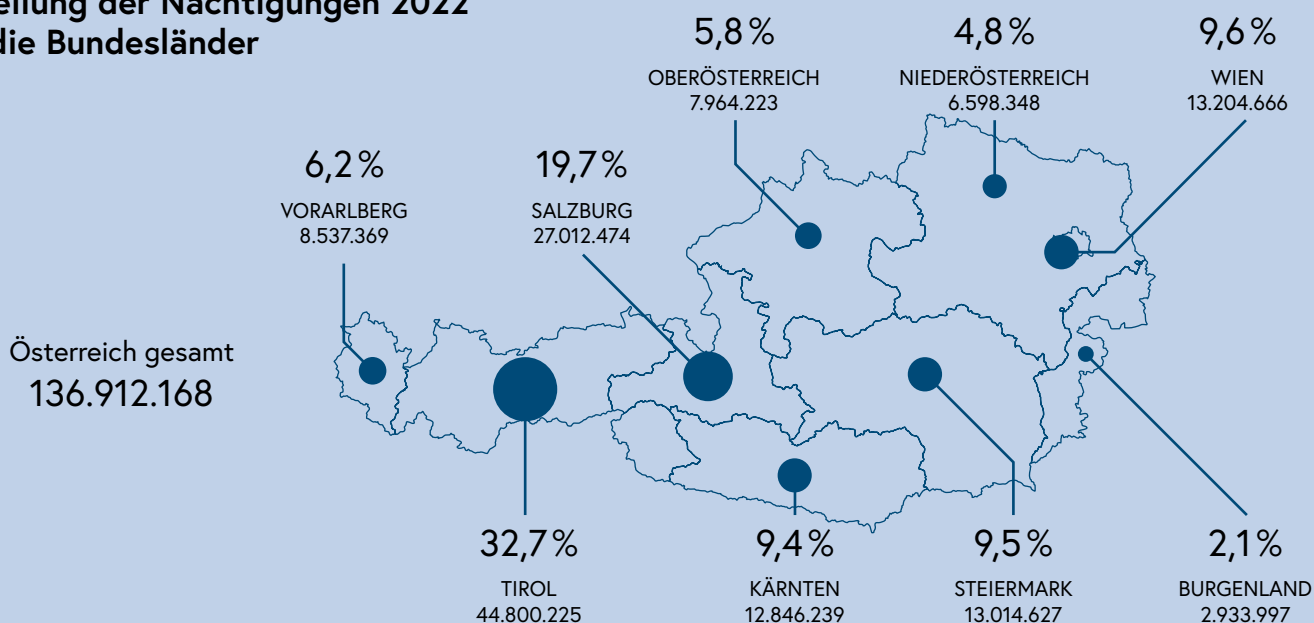 der Nächtigungen 2022
die Bundesländer
5,8 %
OBERÖSTERREICH
7.964.223
4,8 %
NIEDERÖSTERREICH
6.598.348
9,6 %
WIEN
13.204.666
6,2 %
VORARLBERG
8.537.369
19,7 %
SALZBURG
27.012.474
Österreich gesamt
136.912.168
32,7 %
TIROL
44.800.225
9,4 %
KÄRNTEN
12.846.239
9,5 %
STEIERMARK
13.014.627
2,1 %
BURGENLAND
2.933.997